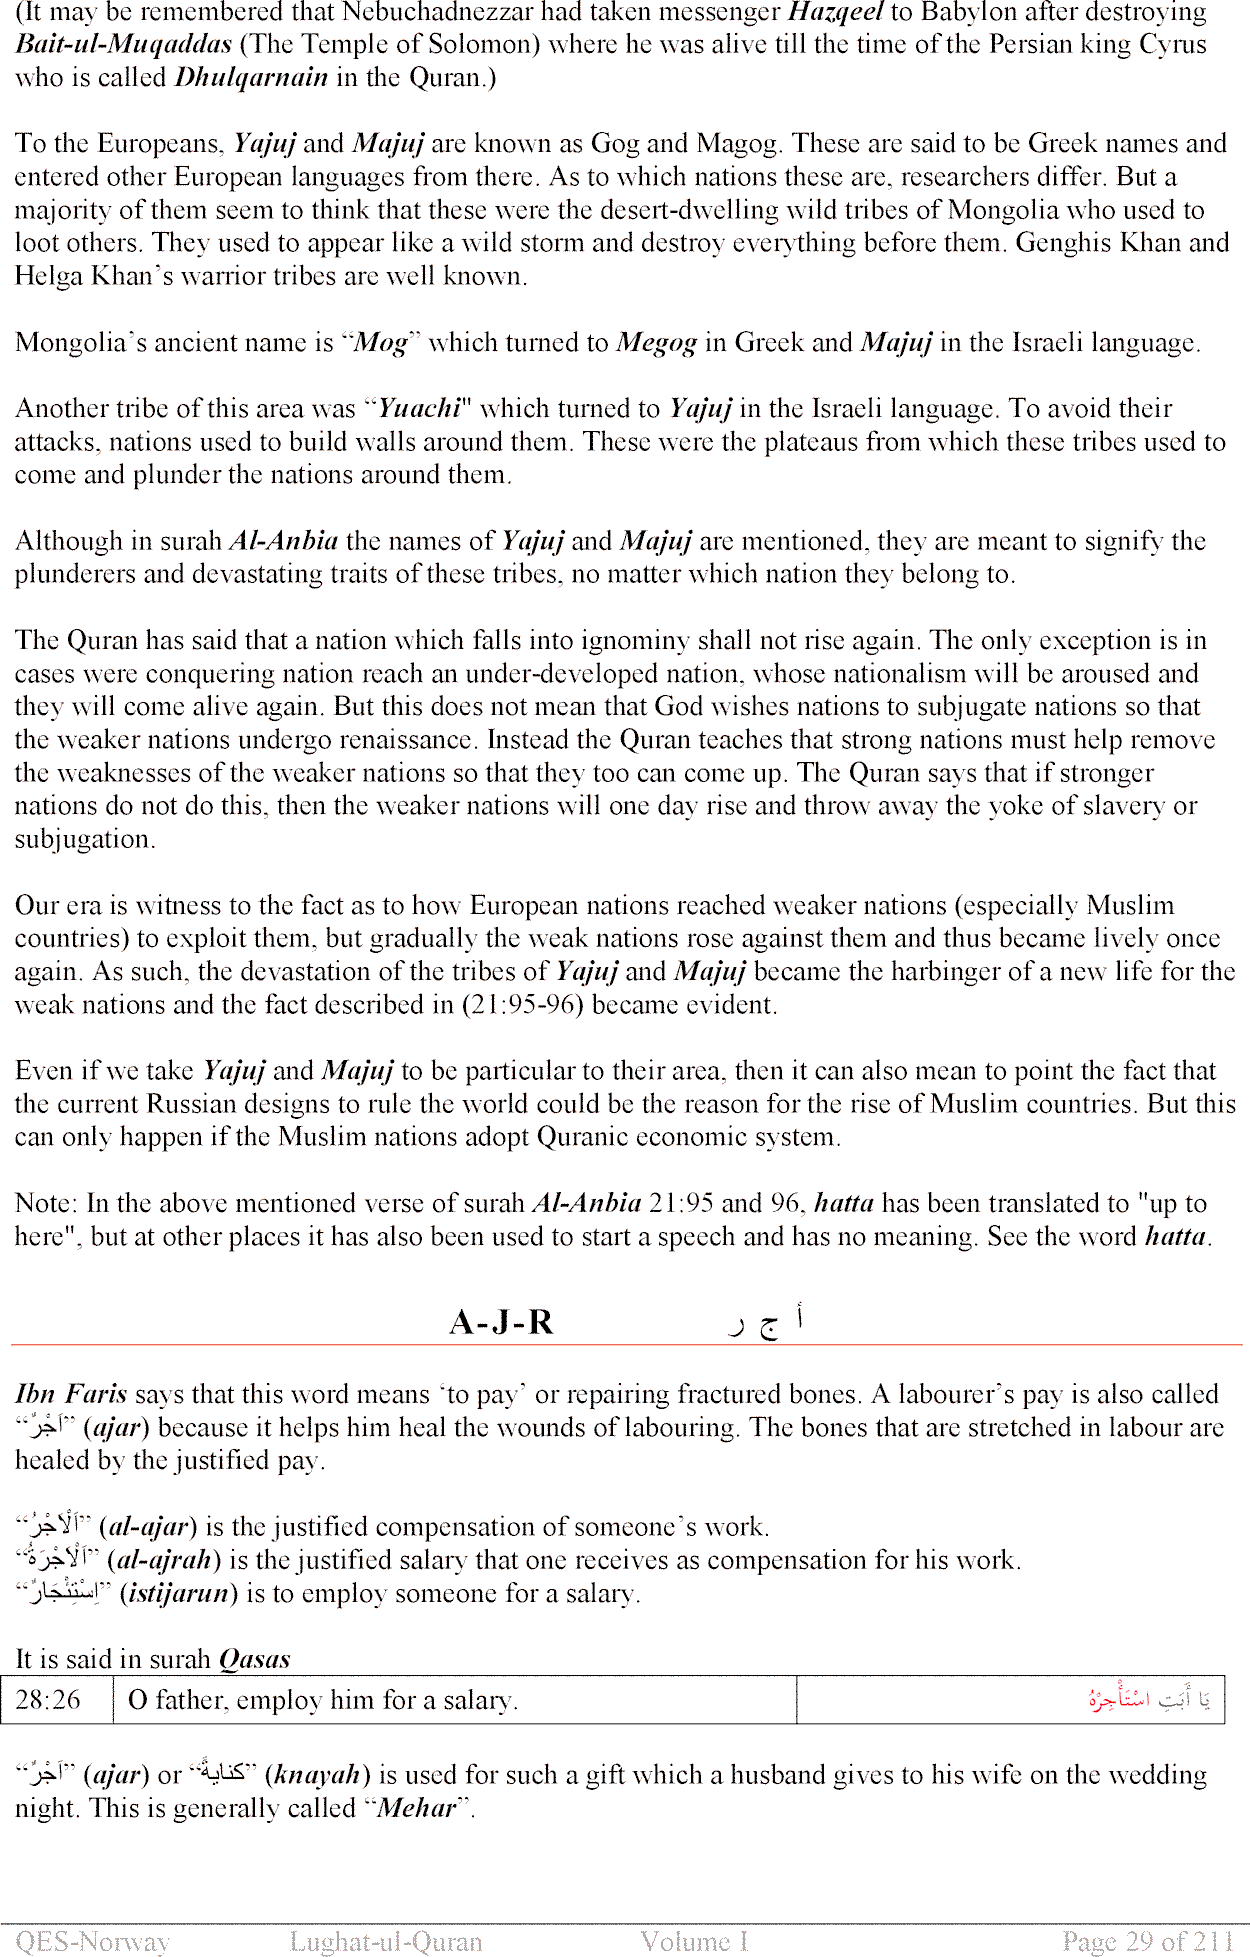 (It may be remembered that Nebuchadnezzar had taken messenger Hazqeel to Babylon after destroying
Bait-ul-Muqaddas (The Temple of Solomon) where he was alive till the time of the Persian king Cyrus
who is called Dhulqarnain in the Quran.)
To the Europeans, Yajuj and Majuj are known as Gog and Magog. These are said to be Greek names and
entered other European languages from there. As to which nations these are, researchers differ. But a
majority of them seem to think that these were the desert-dwelling wild tribes of Mongolia who used to
loot others. They used to appear like a wild storm and destroy everything before them. Genghis Khan and
Helga Khan’s warrior tribes are well known.
Mongolia’s ancient name is “Mog” which turned to Megog in Greek and Majuj in the Israeli language.
Another tribe of this area was “Yuachi" which turned to Yajuj in the Israeli language. To avoid their
attacks, nations used to build walls around them. These were the plateaus from which these tribes used to
come and plunder the nations around them.
Although in surah Al-Anbia the names of Yajuj and Majuj are mentioned, they are meant to signify the
plunderers and devastating traits of these tribes, no matter which nation they belong to.
The Quran has said that a nation which falls into ignominy shall not rise again. The only exception is in
cases were conquering nation reach an under-developed nation, whose nationalism will be aroused and
they will come alive again. But this does not mean that God wishes nations to subjugate nations so that
the weaker nations undergo renaissance. Instead the Quran teaches that strong nations must help remove
the weaknesses of the weaker nations so that they too can come up. The Quran says that if stronger
nations do not do this, then the weaker nations will one day rise and throw away the yoke of slavery or
subjugation.
Our era is witness to the fact as to how European nations reached weaker nations (especially Muslim
countries) to exploit them, but gradually the weak nations rose against them and thus became lively once
again. As such, the devastation of the tribes of Yajuj and Majuj became the harbinger of a new life for the
weak nations and the fact described in (21:95-96) became evident.
Even if we take Yajuj and Majuj to be particular to their area, then it can also mean to point the fact that
the current Russian designs to rule the world could be the reason for the rise of Muslim countries. But this
can only happen if the Muslim nations adopt Quranic economic system.
Note: In the above mentioned verse of surah Al-Anbia 21:95 and 96, hatta has been translated to "up to
here", but at other places it has also been used to start a speech and has no meaning. See the word hatta.
A-J-R أ ج ر
Ibn Faris says that this word means ‘to pay’ or repairing fractured bones. A labourer’s pay is also called
“اَجْرٌ” (ajar) because it helps him heal the wounds of labouring. The bones that are stretched in labour are
healed by the justified pay.
“اَلْاَجْرُ” (al-ajar) is the justified compensation of someone’s work.
“اَلْاُجْرَةُ” (al-ajrah) is the justified salary that one receives as compensation for his work.
“اِسْتِئْجَارٌ” (istijarun) is to employ someone for a salary.
It is said in surah Qasas
28:26 O father, employ him for a salary. يَا أَبَتِ اسْتَأْجِرْهُ
“اَجْرٌ” (ajar) or “كنايةً” (knayah) is used for such a gift which a husband gives to his wife on the wedding
night. This is generally called “Mehar”.
QES-Norway Lughat-ul-Quran Volume I Page 29 of 211